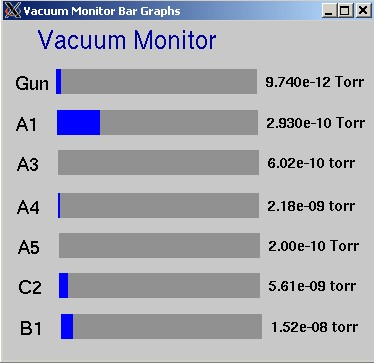 Vacuum Monitor Bar Graphs
Vacuum Monitor
Gun 9.740e-12 Torr
A1 2.930e-10 Torr
A3 6.02e-10 torr
A4 2.18e-09 torr
A5 2.00e-10 Torr
C2 5.61e-09 torr
B1 1.52e-08 torr